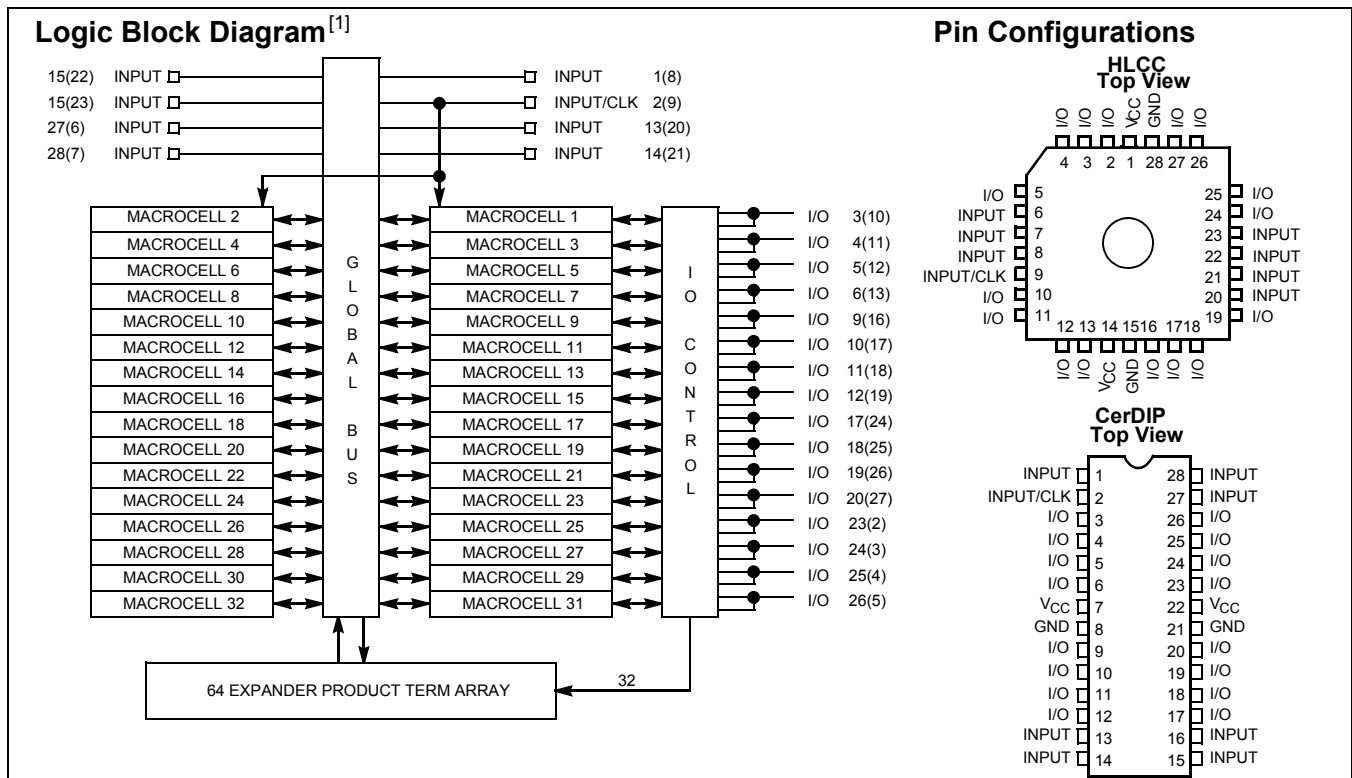 Logic Block Diagram[1]
15(22) INPUT
15(23) INPUT
27(6) INPUT
28(7) INPUT
INPUT 1(8)
INPUT/CLK 2(9)
INPUT 13(20)
INPUT 14(21)
MACROCELL 2
MACROCELL 4
MACROCELL 6
MACROCELL 8
MACROCELL 10
MACROCELL 12
MACROCELL 14
MACROCELL 16
MACROCELL 18
MACROCELL 20
MACROCELL 22
MACROCELL 24
MACROCELL 26
MACROCELL 28
MACROCELL 30
MACROCELL 32
GLOBAL BUS
MACROCELL 1
MACROCELL 3
MACROCELL 5
MACROCELL 7
MACROCELL 9
MACROCELL 11
MACROCELL 13
MACROCELL 15
MACROCELL 17
MACROCELL 19
MACROCELL 21
MACROCELL 23
MACROCELL 25
MACROCELL 27
MACROCELL 29
MACROCELL 31
IO CONTROL
I/O 3(10)
I/O 4(11)
I/O 5(12)
I/O 6(13)
I/O 9(16)
I/O 10(17)
I/O 11(18)
I/O 12(19)
I/O 17(24)
I/O 18(25)
I/O 19(26)
I/O 20(27)
I/O 23(2)
I/O 24(3)
I/O 25(4)
I/O 26(5)
64 EXPANDER PRODUCT TERM ARRAY
32
Pin Configurations
HLCC
Top View
I/O I/O I/O VCC GND I/O I/O
4 3 2 1 28 27 26
I/O 5
INPUT 6
INPUT 7
INPUT 8
INPUT/CLK 9
I/O 10
I/O 11
25 I/O
24 I/O
23 INPUT
22 INPUT
21 INPUT
20 INPUT
19 I/O
12 13 14 15 16 17 18
I/O I/O VCC GND I/O I/O I/O
CerDIP
Top View
INPUT 1 28 INPUT
INPUT/CLK 2 27 INPUT
I/O 3 26 I/O
I/O 4 25 I/O
I/O 5 24 I/O
I/O 6 23 I/O
VCC 7 22 VCC
GND 8 21 GND
I/O 9 20 I/O
I/O 10 19 I/O
I/O 11 18 I/O
I/O 12 17 I/O
INPUT 13 16 INPUT
INPUT 14 15 INPUT